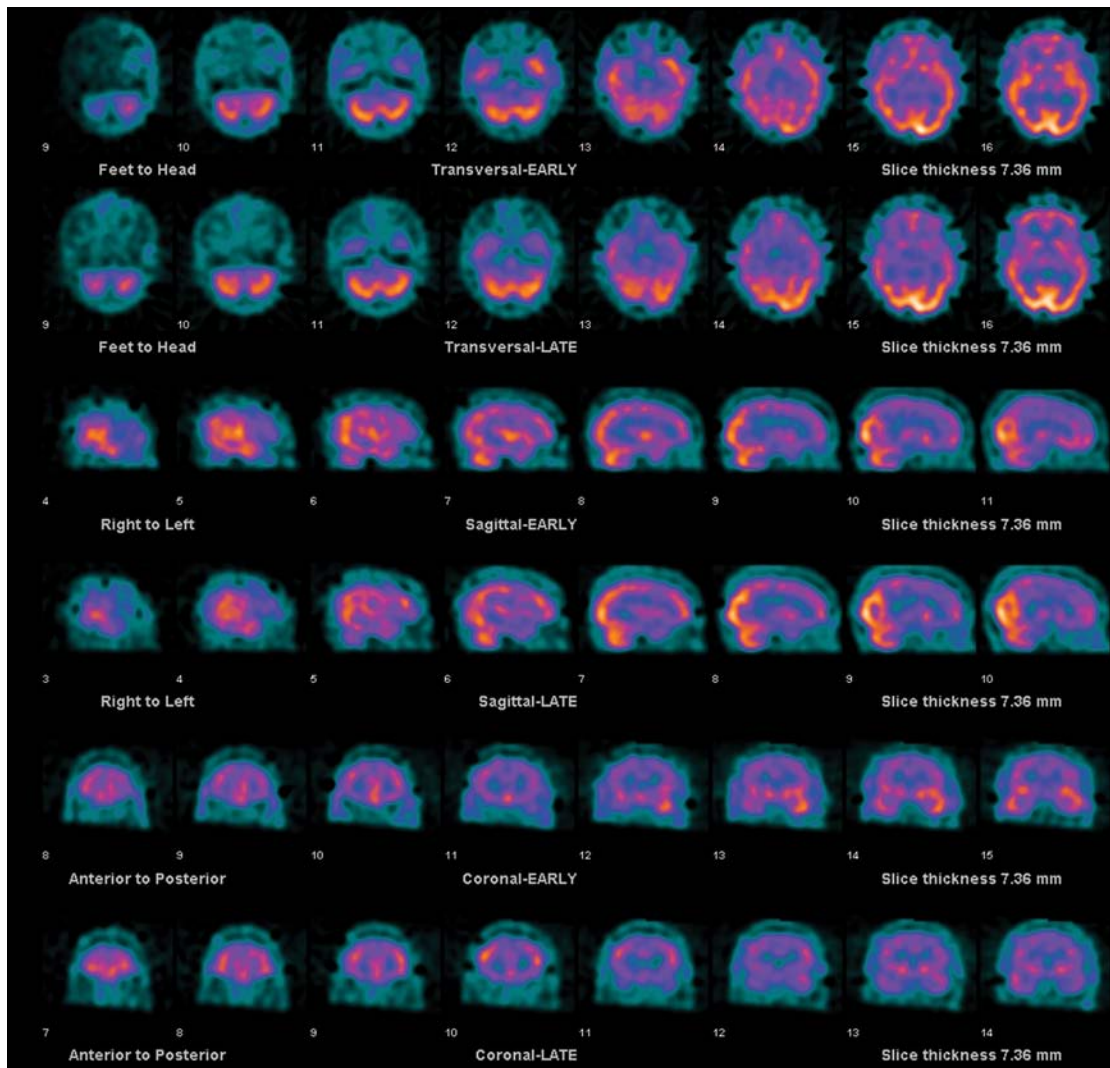 9 10 11 12 13 14 15 16
Feet to Head Transversal-EARLY Slice thickness 7.36 mm
9 10 11 12 13 14 15 16
Feet to Head Transversal-LATE Slice thickness 7.36 mm
4 5 6 7 8 9 10 11
Right to Left Sagittal-EARLY Slice thickness 7.36 mm
3 4 5 6 7 8 9 10
Right to Left Sagittal-LATE Slice thickness 7.36 mm
8 9 10 11 12 13 14 15
Anterior to Posterior Coronal-EARLY Slice thickness 7.36 mm
7 8 9 10 11 12 13 14
Anterior to Posterior Coronal-LATE Slice thickness 7.36 mm